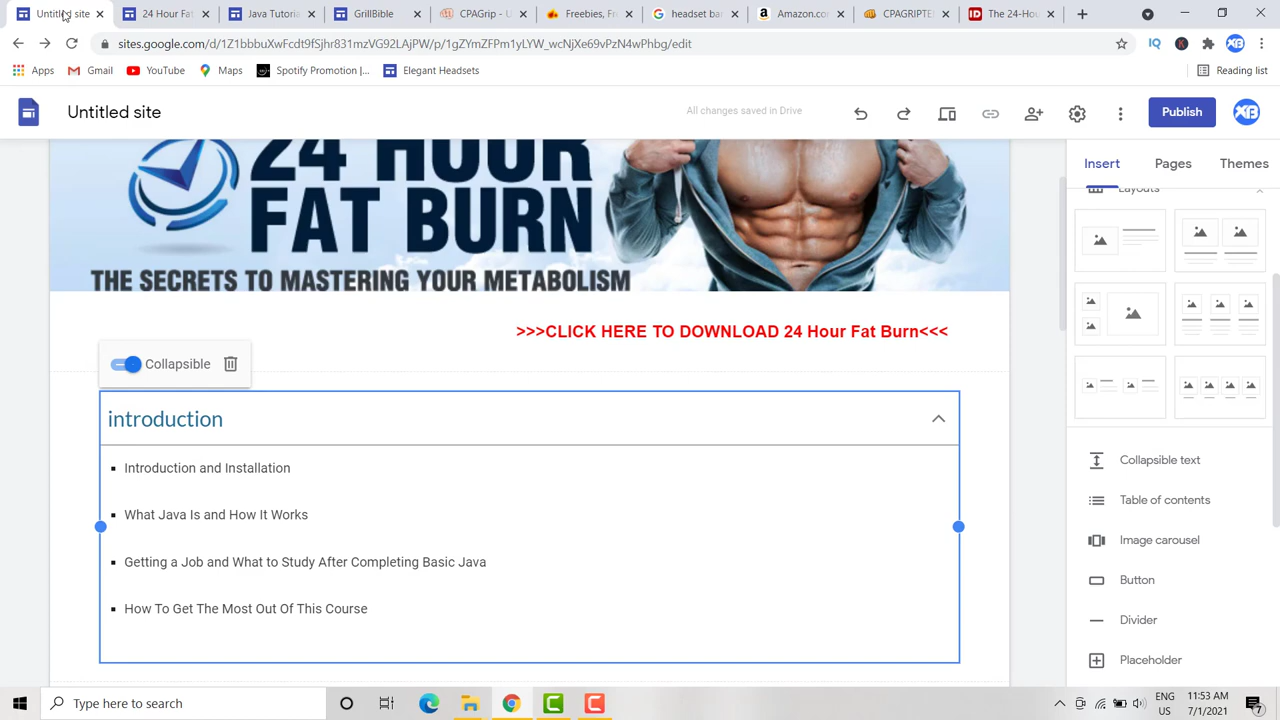 Untitled site
24 Hour Fat
Java Tutoria
GrillBible
CPAGrip - U
Freebies, Fr
headset b
Amazon.co
CPAGRIPTE
The 24-Hou
sites.google.com/d/1Z1bbbuXwFcdt9fSjhr831mzVG92LAjPW/p/1gZYmZFPm1yLYW_wcNjXe69vPzN4wPhbg/edit
Apps
Gmail
YouTube
Maps
Spotify Promotion |...
Elegant Headsets
Reading list
Untitled site
All changes saved in Drive
Publish
Insert
Pages
Themes
Layouts
24 HOUR
FAT BURN
THE SECRETS TO MASTERING YOUR METABOLISM
>>>CLICK HERE TO DOWNLOAD 24 Hour Fat Burn<<<
Collapsible
introduction
Introduction and Installation
What Java Is and How It Works
Getting a Job and What to Study After Completing Basic Java
How To Get The Most Out Of This Course
Collapsible text
Table of contents
Image carousel
Button
Divider
Placeholder
Type here to search
ENG
US
11:53 AM
7/1/2021
7